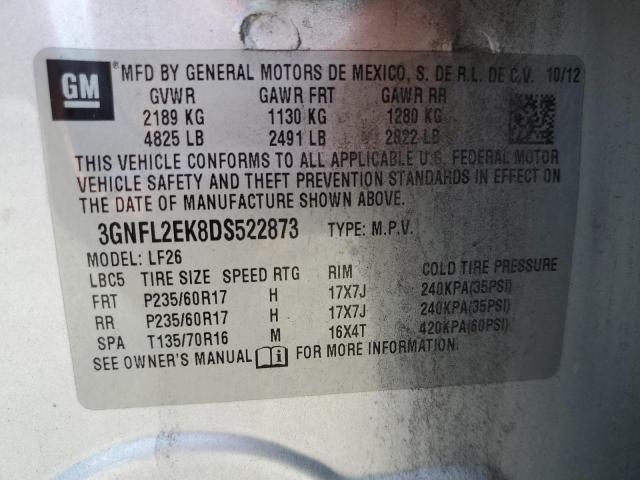 GM
MFD BY GENERAL MOTORS DE MEXICO, S. DE R.L. DE C.V. 10/12
GVWR GAWR FRT GAWR RR
2189 KG 1130 KG 1280 KG
4825 LB 2491 LB 2822 LB
THIS VEHICLE CONFORMS TO ALL APPLICABLE U.S. FEDERAL MOTOR
VEHICLE SAFETY AND THEFT PREVENTION STANDARDS IN EFFECT ON
THE DATE OF MANUFACTURE SHOWN ABOVE.
3GNFL2EK8DS522873 TYPE: M.P.V.
MODEL: LF26
LBC5 TIRE SIZE SPEED RTG RIM COLD TIRE PRESSURE
FRT P235/60R17 H 17X7J 240KPA(35PSI)
RR P235/60R17 H 17X7J 240KPA(35PSI)
SPA T135/70R16 M 16X4T 420KPA(60PSI)
SEE OWNER'S MANUAL i FOR MORE INFORMATION.